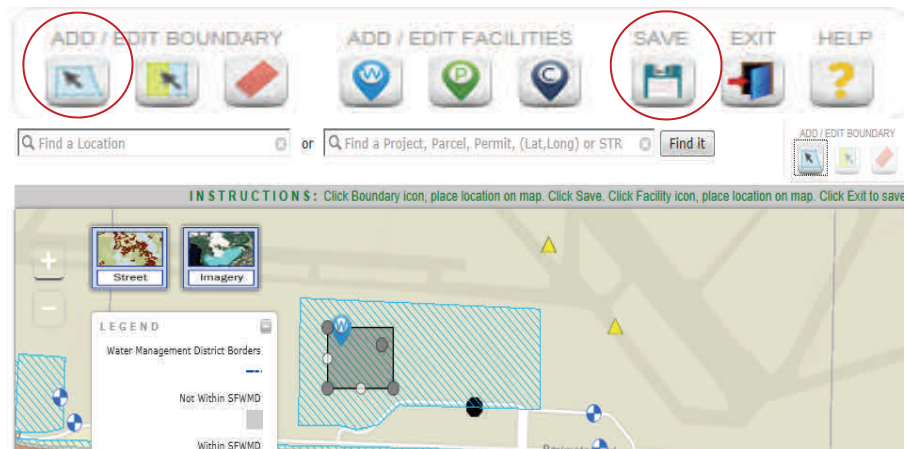 ADD / EDIT BOUNDARY ADD / EDIT FACILITIES SAVE EXIT HELP
W P C
Find a Location or Find a Project, Parcel, Permit, (Lat,Long) or STR Find it
ADD / EDIT BOUNDARY
INSTRUCTIONS: Click Boundary icon, place location on map. Click Save. Click Facility icon, place location on map. Click Exit to save
Street Imagery
W
LEGEND
Water Management District Borders
Not Within SFWMD
Within SFWMD